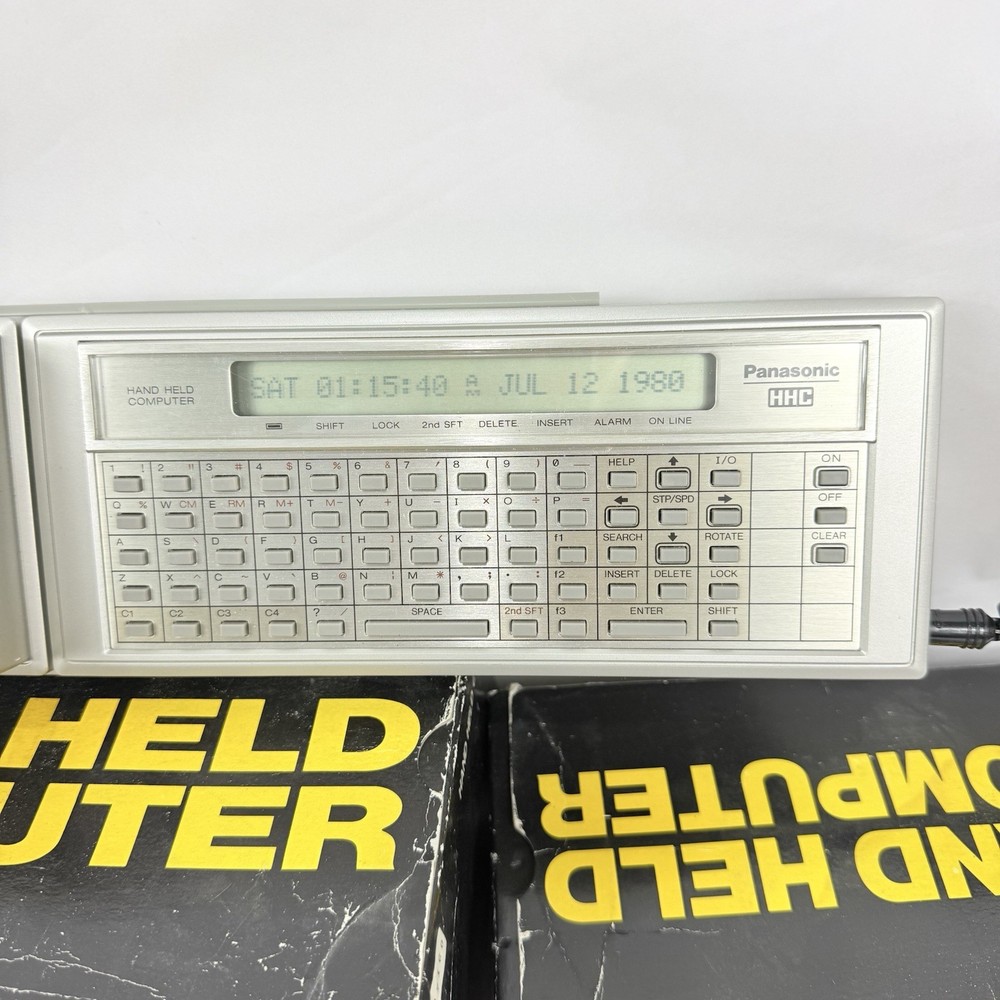 HAND HELD
COMPUTER
SAT 01:15:40 AM JUL 12 1980
Panasonic
HHC
SHIFT LOCK 2nd SFT DELETE INSERT ALARM ON LINE
1 ! 2 " 3 # 4 $ 5 % 6 & 7 ' 8 ( 9 ) 0 _ HELP ↑ I/O ON
Q % W CM E RM R M+ T M- Y + U - I × O ÷ P = ← STP/SPD → OFF
A S \ D { F } G [ H ] J < K > L f1 SEARCH ↓ ROTATE CLEAR
Z X ^ C ~ V B @ N ¦ M * , ; . : f2 INSERT DELETE LOCK
C1 C2 C3 C4 ? / SPACE 2nd SFT f3 ENTER SHIFT
HELD
UTER
ND HELD
OMPUTER